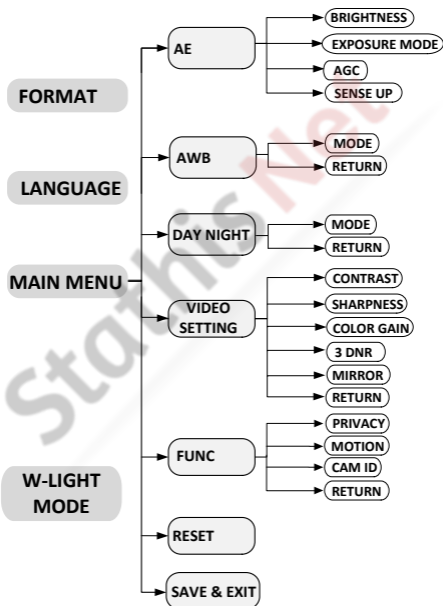 FORMAT
LANGUAGE
MAIN MENU
W-LIGHT
MODE
AE
BRIGHTNESS
EXPOSURE MODE
AGC
SENSE UP
AWB
MODE
RETURN
DAY NIGHT
MODE
RETURN
VIDEO
SETTING
CONTRAST
SHARPNESS
COLOR GAIN
3 DNR
MIRROR
RETURN
FUNC
PRIVACY
MOTION
CAM ID
RETURN
RESET
SAVE & EXIT
StathisNet